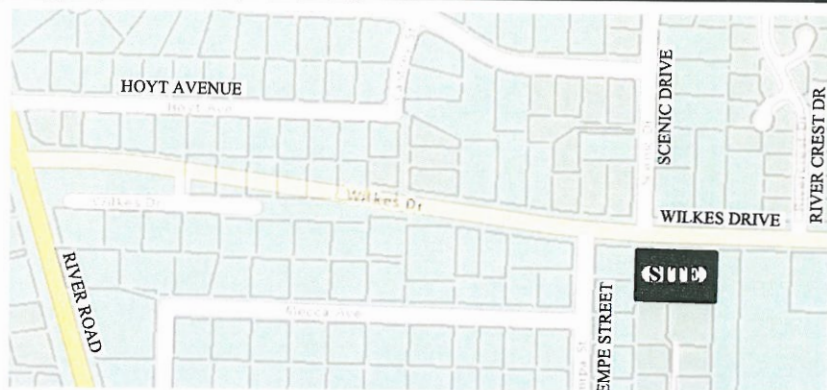 HOYT AVENUE
Hoyt Ave
SCENIC DRIVE
RIVER CREST DR
Wilkes Dr
Wilkes Dr
WILKES DRIVE
SITE
RIVER ROAD
Mecca Ave
EMPE STREET